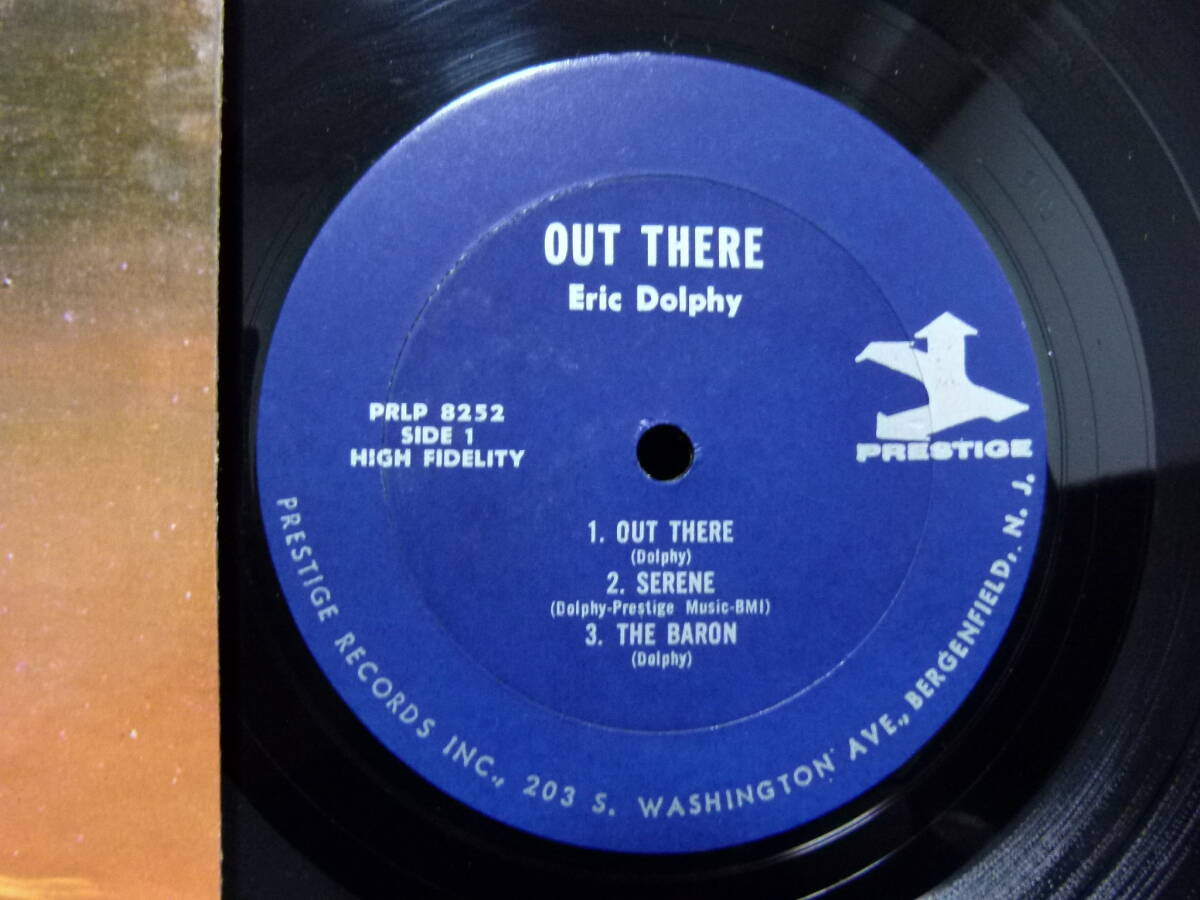 OUT THERE
Eric Dolphy
PRLP 8252
SIDE 1
HIGH FIDELITY
PRESTIGE
1. OUT THERE
(Dolphy)
2. SERENE
(Dolphy-Prestige Music-BMI)
3. THE BARON
(Dolphy)
PRESTIGE RECORDS INC., 203 S. WASHINGTON AVE., BERGENFIELD, N. J.